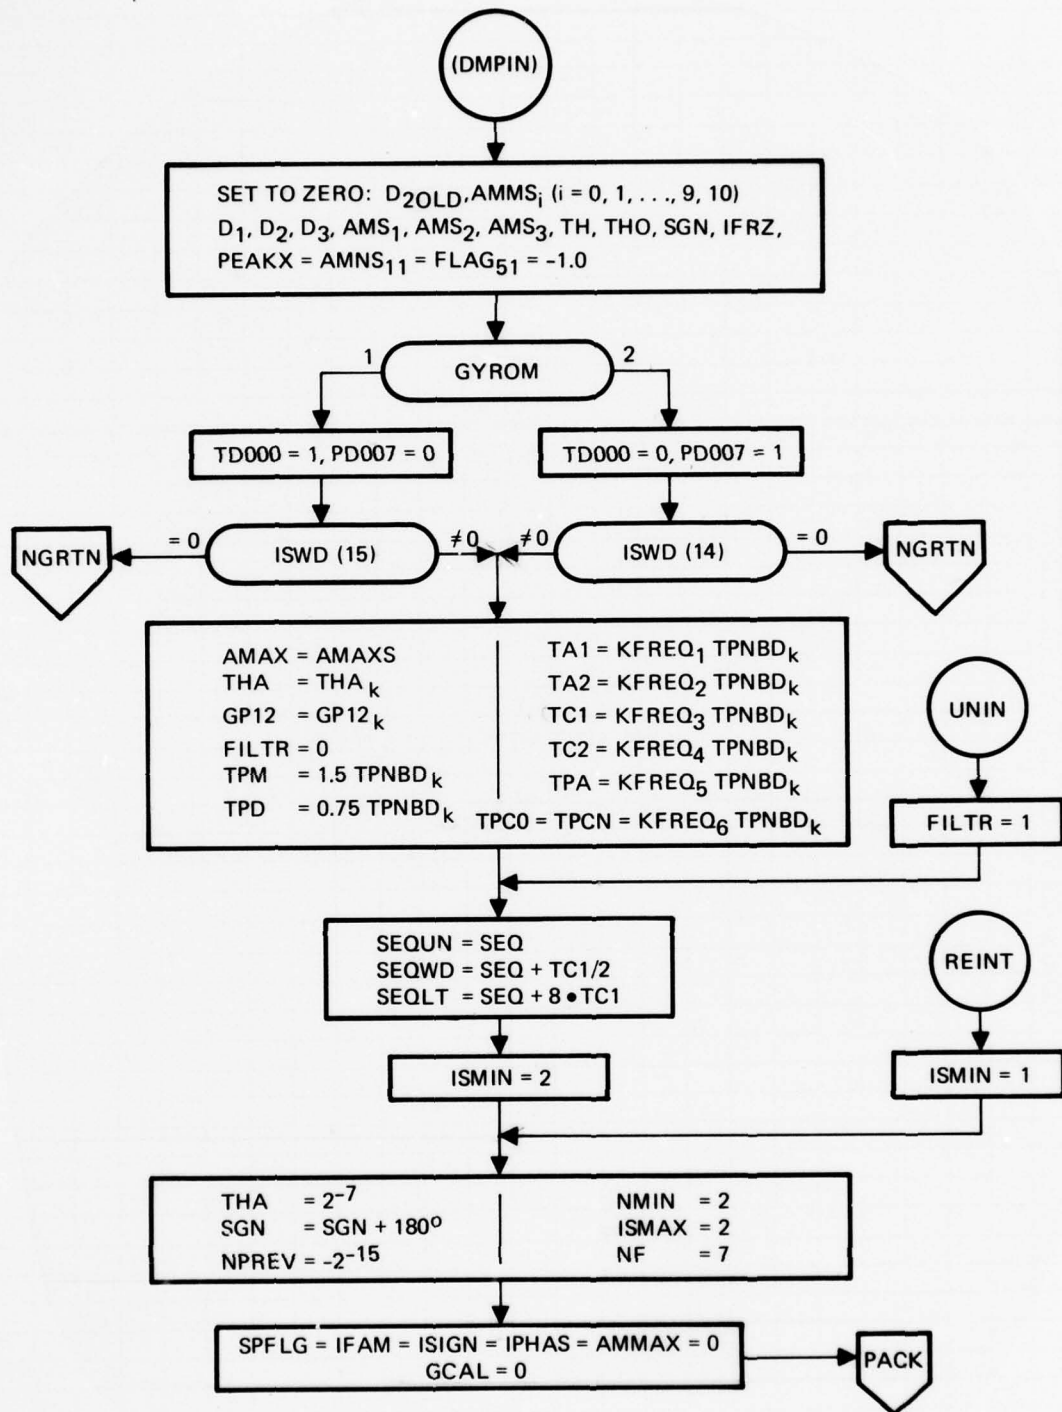 (DMPIN)
SET TO ZERO: D₂OLD, AMMSᵢ (i = 0, 1, . . ., 9, 10)
D₁, D₂, D₃, AMS₁, AMS₂, AMS₃, TH, THO, SGN, IFRZ,
PEAKX = AMNS₁₁ = FLAG₅₁ = -1.0
1
2
GYROM
TD000 = 1, PD007 = 0
TD000 = 0, PD007 = 1
NGRTN
= 0
ISWD (15)
≠0
≠0
ISWD (14)
= 0
NGRTN
AMAX = AMAXS
THA = THAₖ
GP12 = GP12ₖ
FILTR = 0
TPM = 1.5 TPNBDₖ
TPD = 0.75 TPNBDₖ
TA1 = KFREQ₁ TPNBDₖ
TA2 = KFREQ₂ TPNBDₖ
TC1 = KFREQ₃ TPNBDₖ
TC2 = KFREQ₄ TPNBDₖ
TPA = KFREQ₅ TPNBDₖ
TPC0 = TPCN = KFREQ₆ TPNBDₖ
UNIN
FILTR = 1
SEQUN = SEQ
SEQWD = SEQ + TC1/2
SEQLT = SEQ + 8 • TC1
REINT
ISMIN = 2
ISMIN = 1
THA = 2⁻⁷
SGN = SGN + 180º
NPREV = -2⁻¹⁵
NMIN = 2
ISMAX = 2
NF = 7
SPFLG = IFAM = ISIGN = IPHAS = AMMAX = 0
GCAL = 0
PACK